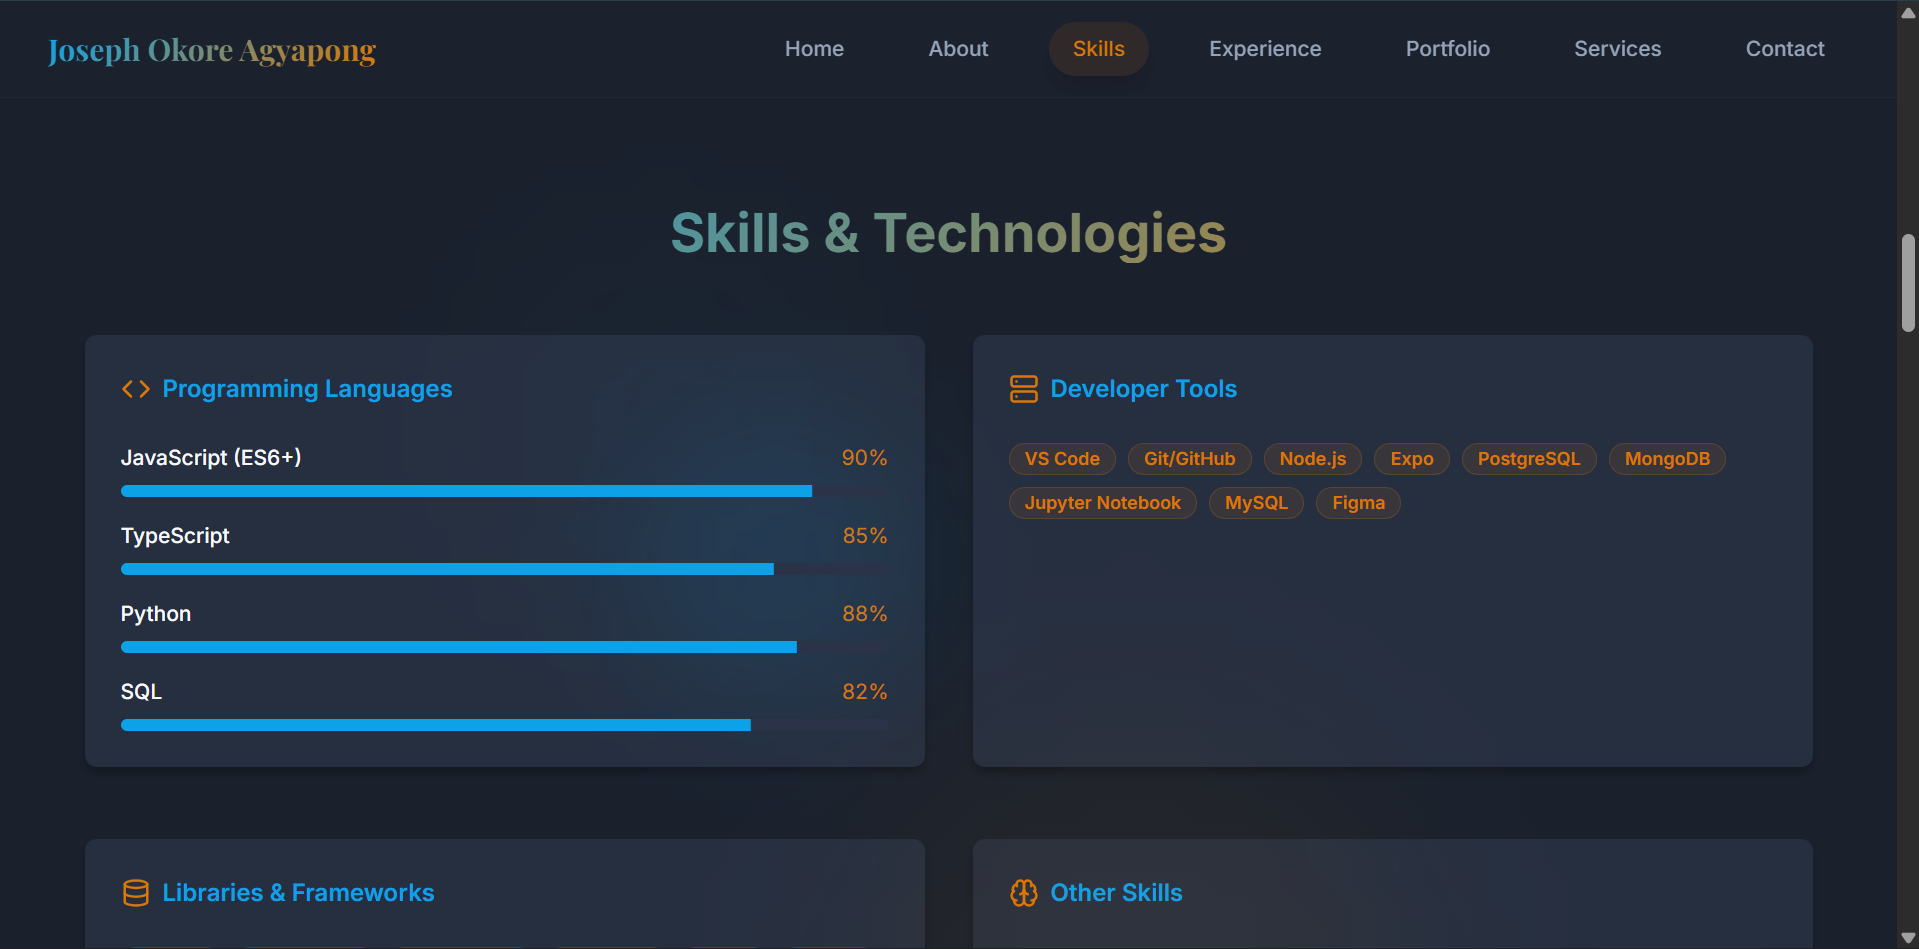 Joseph Okore Agyapong
Home About Skills Experience Portfolio Services Contact
Skills & Technologies
Programming Languages
JavaScript (ES6+) 90%
TypeScript 85%
Python 88%
SQL 82%
Developer Tools
VS Code Git/GitHub Node.js Expo PostgreSQL MongoDB
Jupyter Notebook MySQL Figma
Libraries & Frameworks
Other Skills